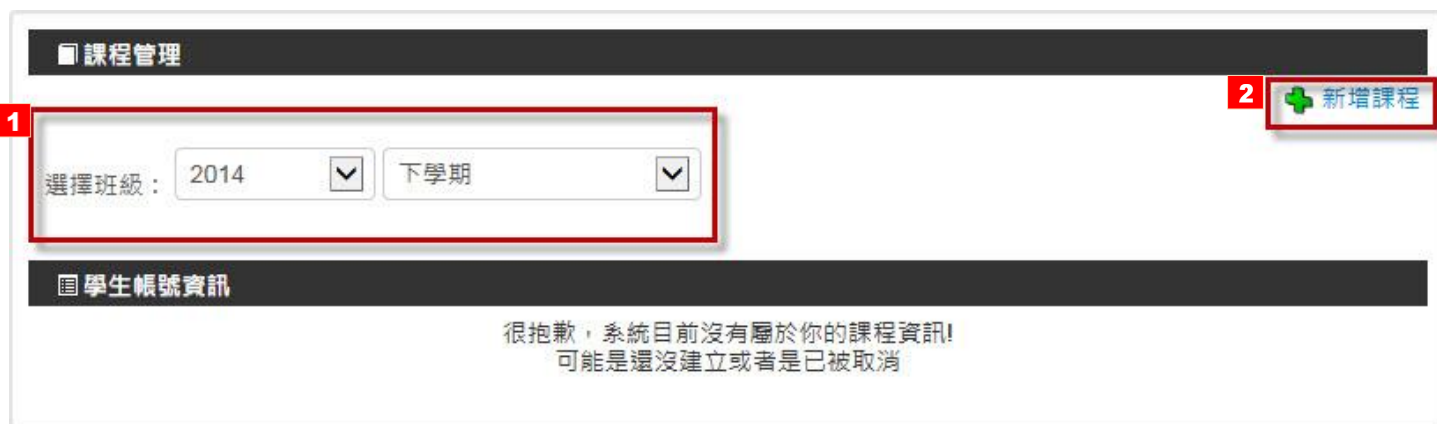 課程管理
2
新增課程
1
選擇班級：
2014
下學期
學生帳號資訊
很抱歉，系統目前沒有屬於你的課程資訊!
可能是還沒建立或者是已被取消